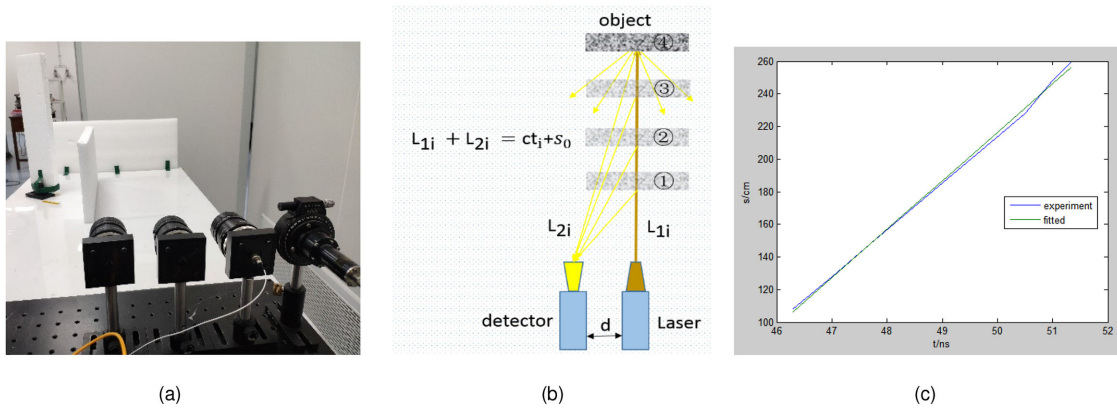 object
④
③
②
①
L₁ᵢ + L₂ᵢ = ctᵢ+s₀
L₂ᵢ
L₁ᵢ
detector
d
Laser
260
240
220
200
180
160
140
120
100
s/cm
experiment
fitted
46
47
48
49
50
51
52
t/ns
(a)
(b)
(c)